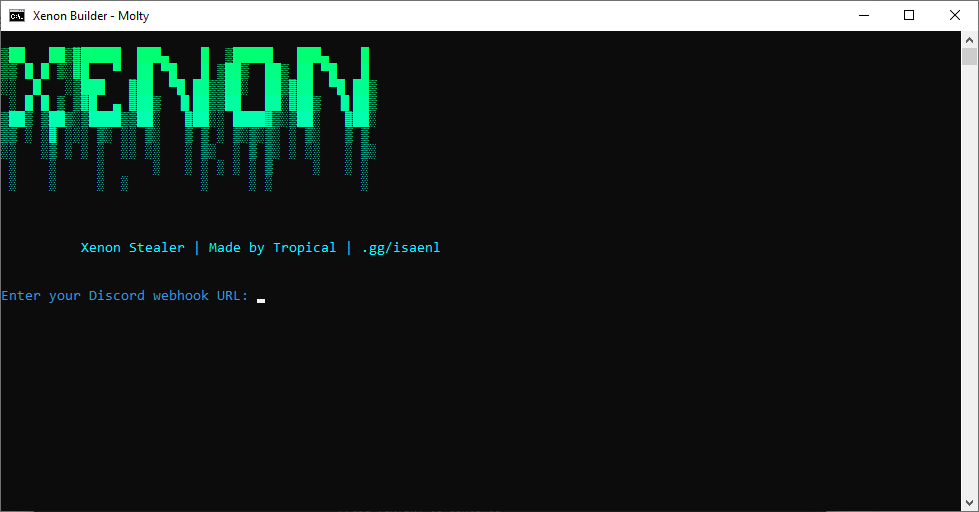 Xenon Builder - Molty
XENON
Xenon Stealer | Made by Tropical | .gg/isaenl
Enter your Discord webhook URL: